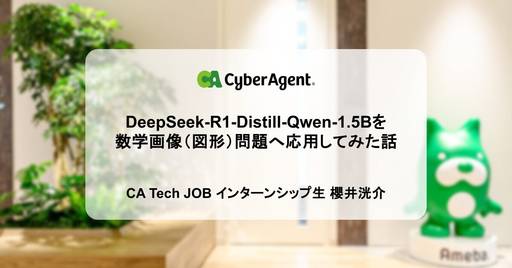 CyberAgent®
DeepSeek-R1-Distill-Qwen-1.5Bを
数学画像（図形）問題へ応用してみた話
CA Tech JOB インターンシップ生 櫻井洸介
Ameba